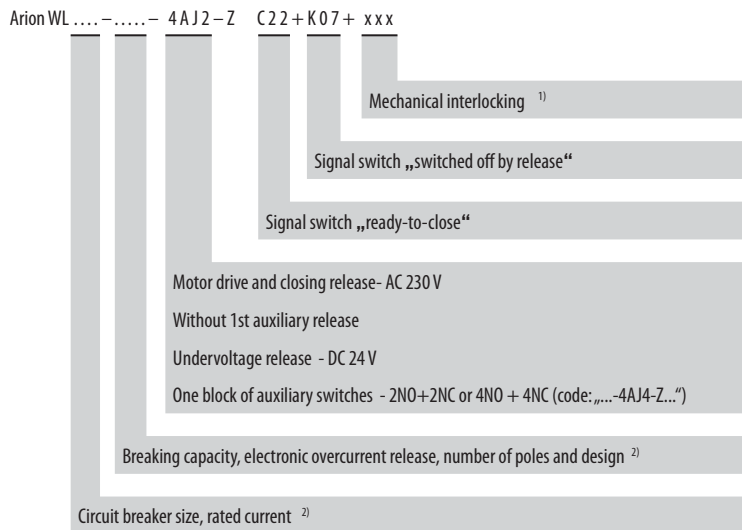 Arion WL ....–.....– 4AJ2–Z C22+K07+ xxx
Mechanical interlocking 1)
Signal switch „switched off by release“
Signal switch „ready-to-close“
Motor drive and closing release- AC 230 V
Without 1st auxiliary release
Undervoltage release - DC 24 V
One block of auxiliary switches - 2NO+2NC or 4NO + 4NC (code: „...-4AJ4-Z...“)
Breaking capacity, electronic overcurrent release, number of poles and design 2)
Circuit breaker size, rated current 2)